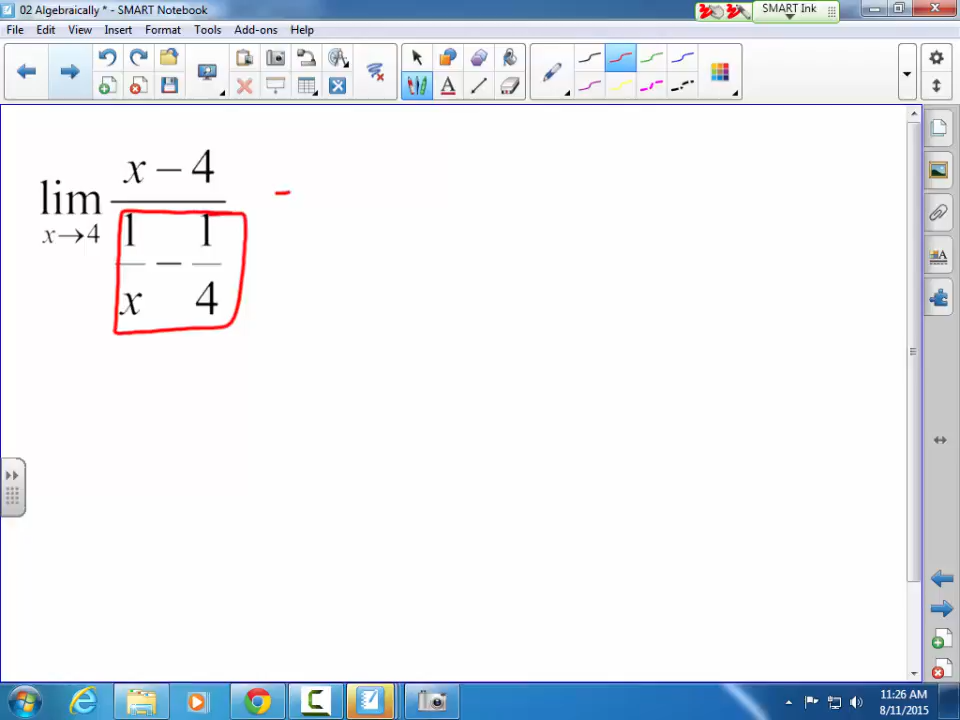 02 Algebraically * - SMART Notebook
SMART Ink
File Edit View Insert Format Tools Add-ons Help
x − 4
lim
x→4
1 1
−
x 4
11:26 AM
8/11/2015